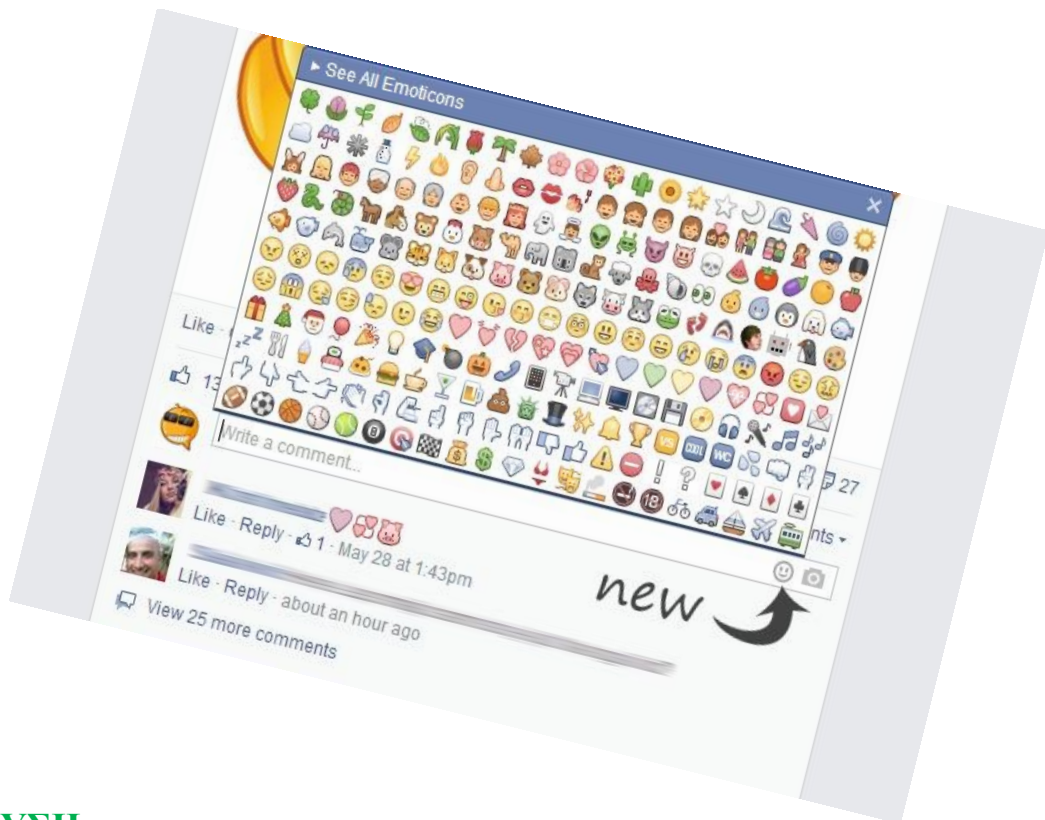 See All Emoticons
Like ·
13
27
Write a comment...
nts
Like · Reply · 1 · May 28 at 1:43pm
Like · Reply · about an hour ago
View 25 more comments
new